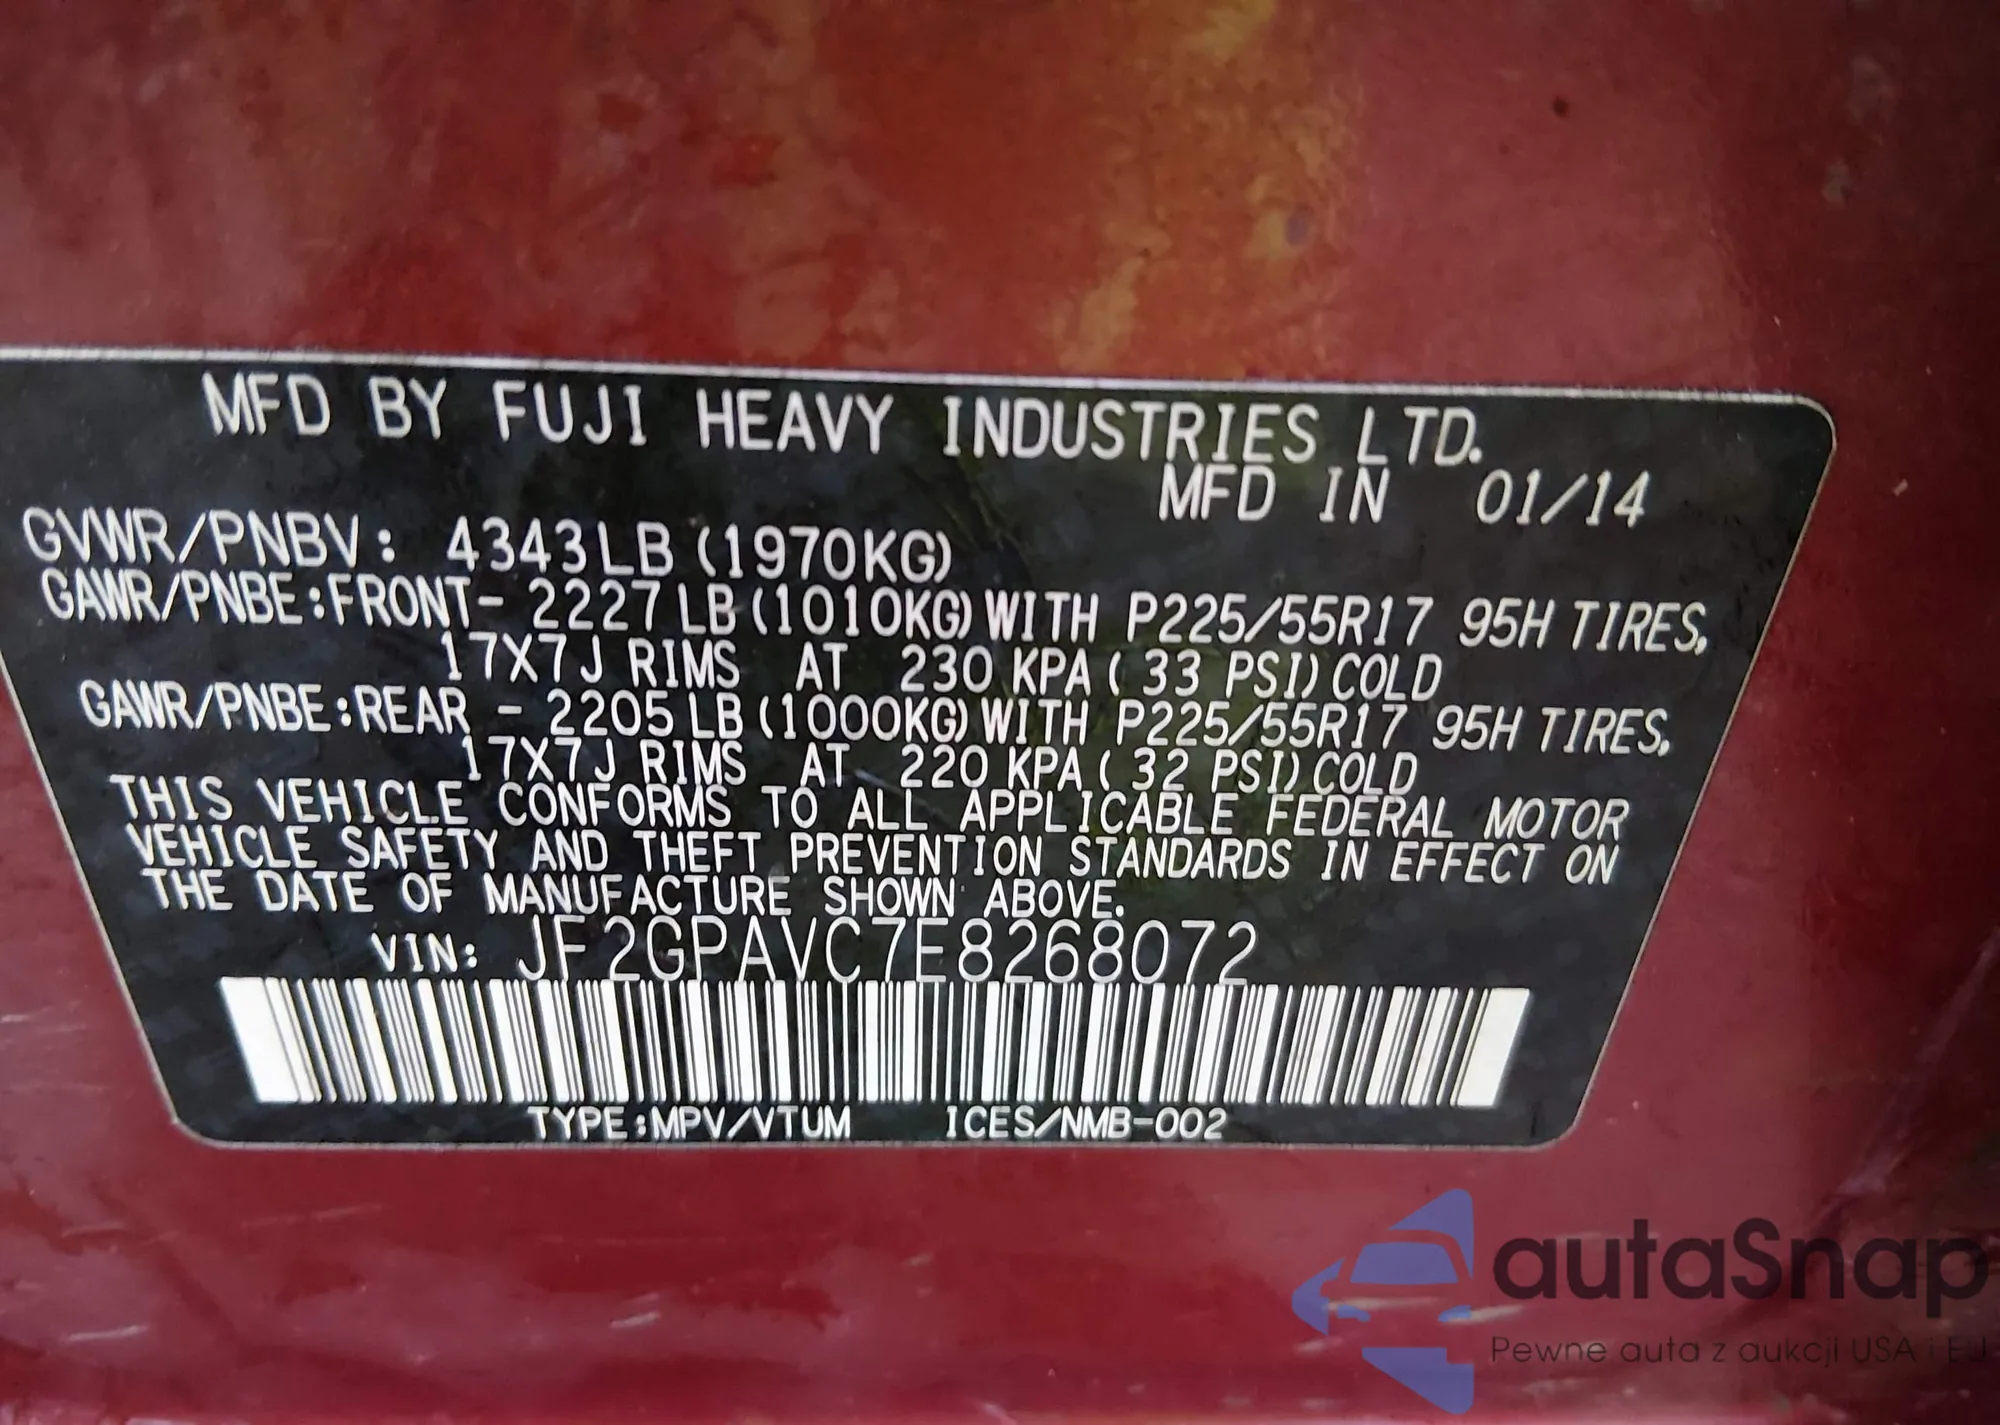 MFD BY FUJI HEAVY INDUSTRIES LTD.
MFD IN 01/14
GVWR/PNBV: 4343LB (1970KG)
GAWR/PNBE:FRONT- 2227 LB (1010KG) WITH P225/55R17 95H TIRES,
17X7J RIMS AT 230 KPA ( 33 PSI) COLD
GAWR/PNBE:REAR - 2205 LB (1000KG) WITH P225/55R17 95H TIRES,
17X7J RIMS AT 220 KPA ( 32 PSI) COLD
THIS VEHICLE CONFORMS TO ALL APPLICABLE FEDERAL MOTOR
VEHICLE SAFETY AND THEFT PREVENTION STANDARDS IN EFFECT ON
THE DATE OF MANUFACTURE SHOWN ABOVE.
VIN: JF2GPAVC7E8268072
TYPE:MPV/VTUM ICES/NMB-002
autaSnap
Pewne auta z aukcji USA i EU